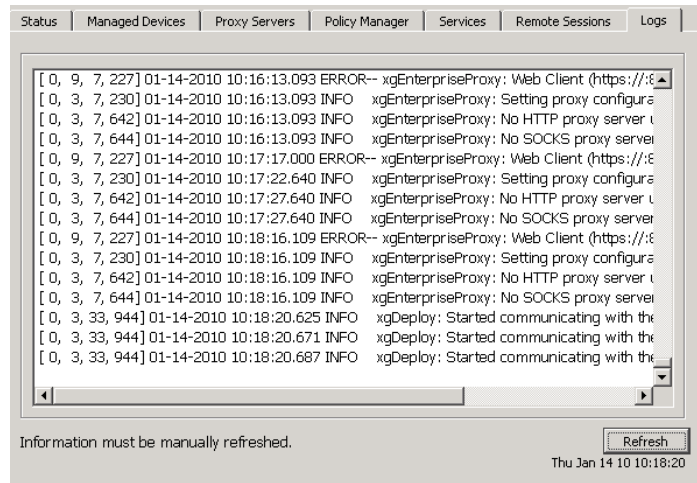 Status Managed Devices Proxy Servers Policy Manager Services Remote Sessions Logs
[ 0, 9, 7, 227] 01-14-2010 10:16:13.093 ERROR-- xgEnterpriseProxy: Web Client (https://:8
[ 0, 3, 7, 230] 01-14-2010 10:16:13.093 INFO xgEnterpriseProxy: Setting proxy configura
[ 0, 3, 7, 642] 01-14-2010 10:16:13.093 INFO xgEnterpriseProxy: No HTTP proxy server u
[ 0, 3, 7, 644] 01-14-2010 10:16:13.093 INFO xgEnterpriseProxy: No SOCKS proxy server
[ 0, 9, 7, 227] 01-14-2010 10:17:17.000 ERROR-- xgEnterpriseProxy: Web Client (https://:8
[ 0, 3, 7, 230] 01-14-2010 10:17:22.640 INFO xgEnterpriseProxy: Setting proxy configura
[ 0, 3, 7, 642] 01-14-2010 10:17:27.640 INFO xgEnterpriseProxy: No HTTP proxy server u
[ 0, 3, 7, 644] 01-14-2010 10:17:27.640 INFO xgEnterpriseProxy: No SOCKS proxy server
[ 0, 9, 7, 227] 01-14-2010 10:18:16.109 ERROR-- xgEnterpriseProxy: Web Client (https://:8
[ 0, 3, 7, 230] 01-14-2010 10:18:16.109 INFO xgEnterpriseProxy: Setting proxy configura
[ 0, 3, 7, 642] 01-14-2010 10:18:16.109 INFO xgEnterpriseProxy: No HTTP proxy server u
[ 0, 3, 7, 644] 01-14-2010 10:18:16.109 INFO xgEnterpriseProxy: No SOCKS proxy server
[ 0, 3, 33, 944] 01-14-2010 10:18:20.625 INFO xgDeploy: Started communicating with the
[ 0, 3, 33, 944] 01-14-2010 10:18:20.671 INFO xgDeploy: Started communicating with the
[ 0, 3, 33, 944] 01-14-2010 10:18:20.687 INFO xgDeploy: Started communicating with the
Information must be manually refreshed.
Refresh
Thu Jan 14 10 10:18:20